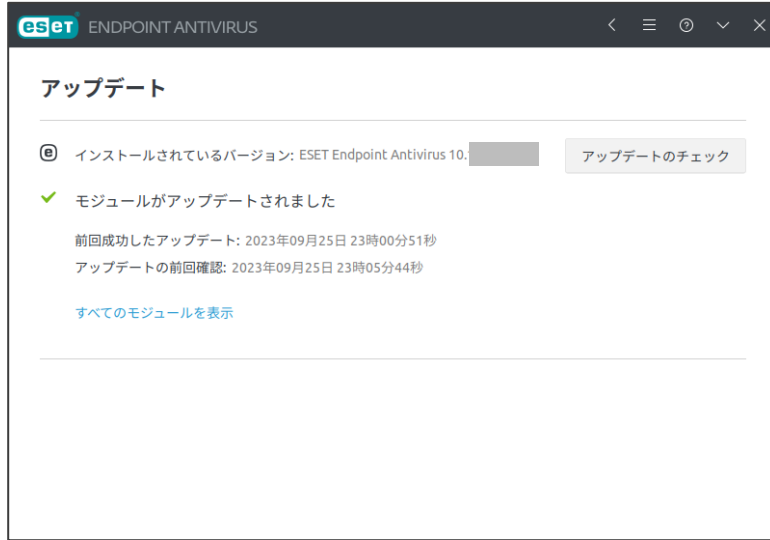 eset ENDPOINT ANTIVIRUS
アップデート
インストールされているバージョン: ESET Endpoint Antivirus 10.
アップデートのチェック
モジュールがアップデートされました
前回成功したアップデート: 2023年09月25日 23時00分51秒
アップデートの前回確認: 2023年09月25日 23時05分44秒
すべてのモジュールを表示